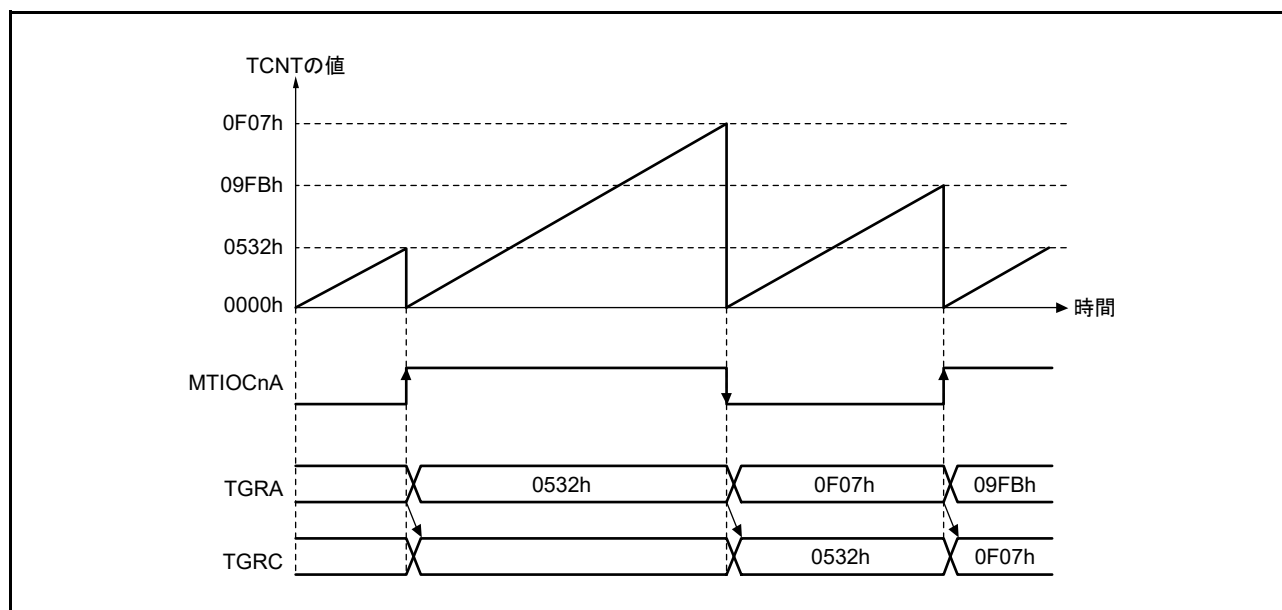 TCNTの値
0F07h
09FBh
0532h
0000h
時間
MTIOCnA
TGRA
0532h
0F07h
09FBh
TGRC
0532h
0F07h